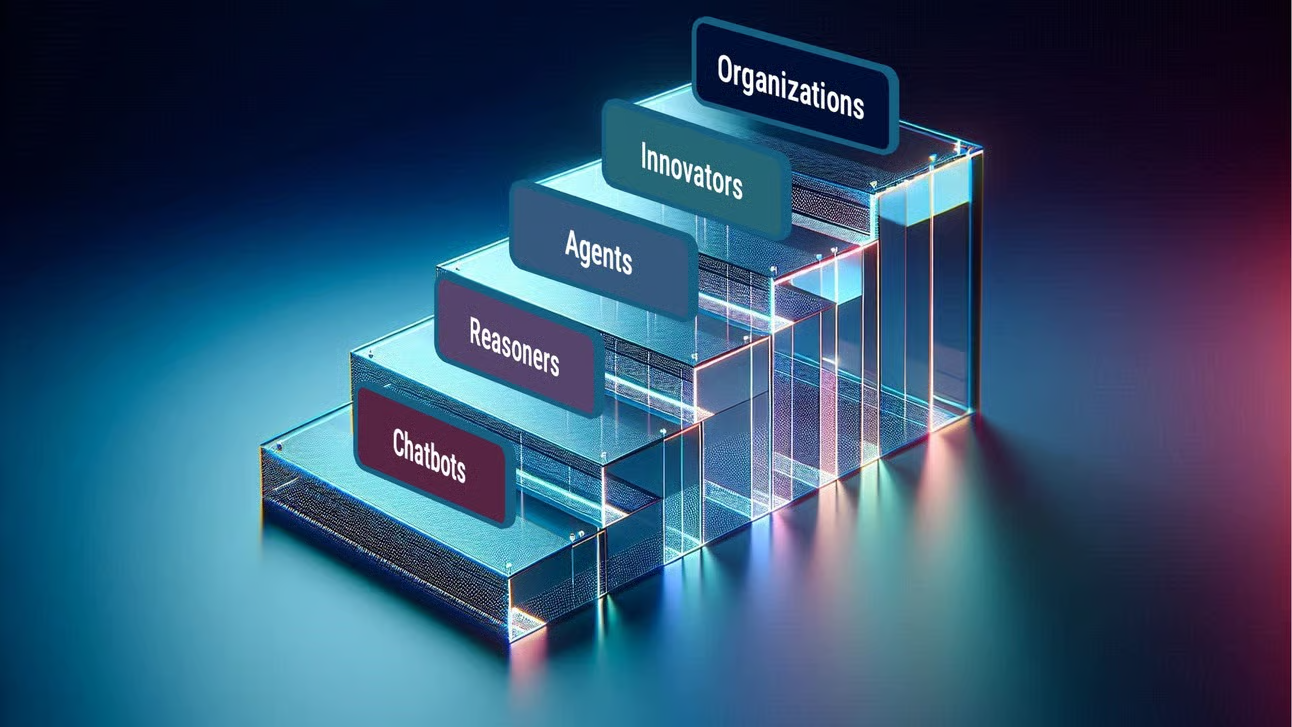 Organizations
Innovators
Agents
Reasoners
Chatbots